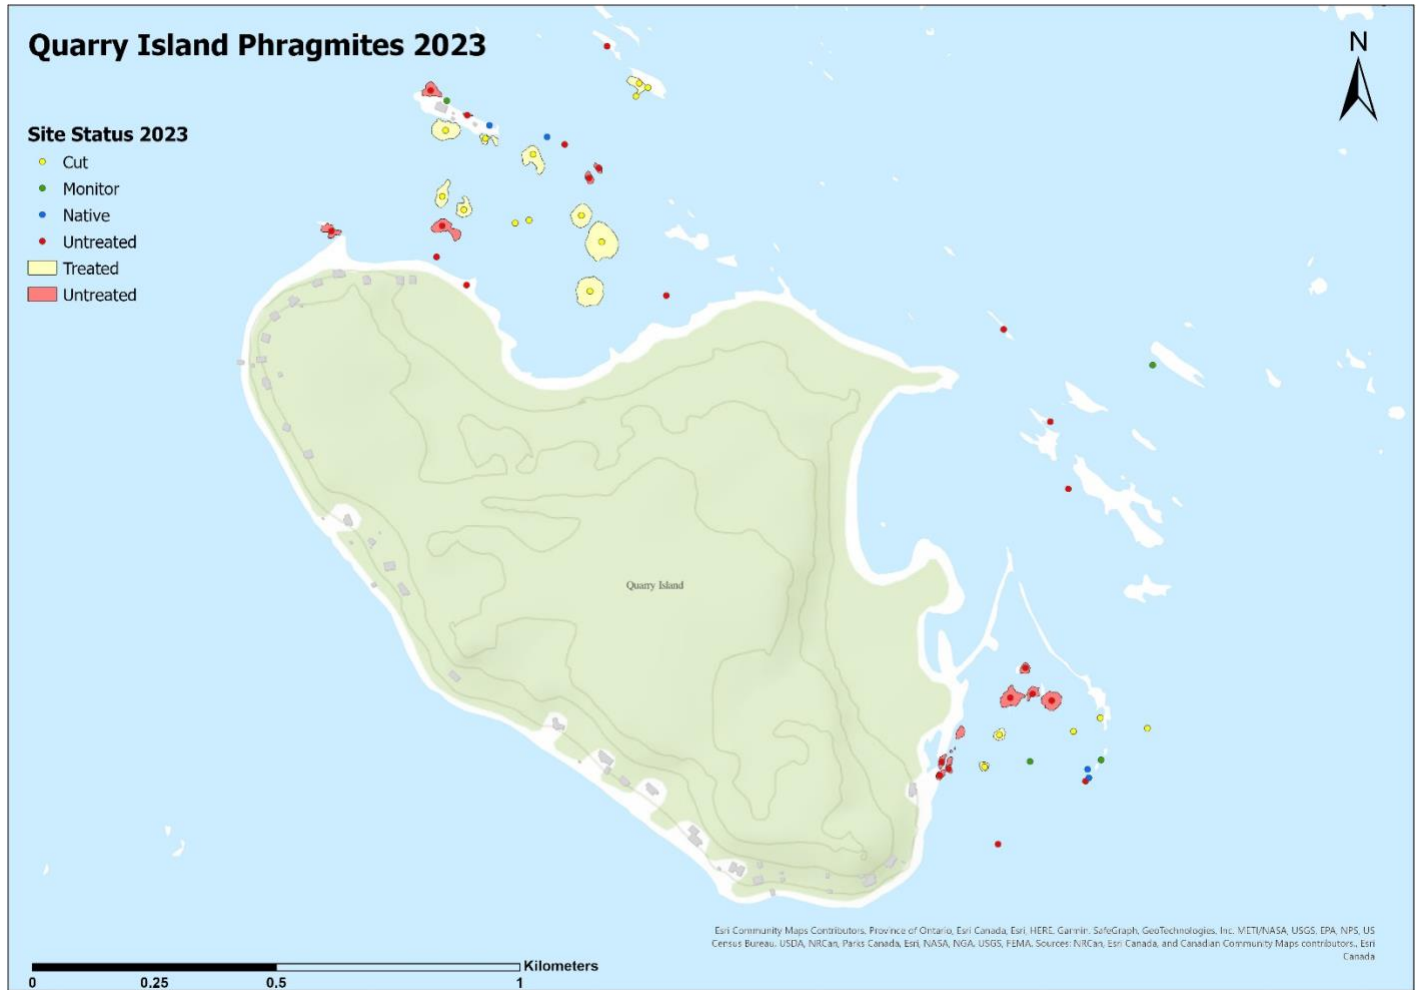 Quarry Island Phragmites 2023
N
Site Status 2023
Cut
Monitor
Native
Untreated
Treated
Untreated
Quarry Island
Esri Community Maps Contributors, Province of Ontario, Esri Canada, Esri, HERE, Garmin, SafeGraph, GeoTechnologies, Inc, METI/NASA, USGS, EPA, NPS, US
Census Bureau, USDA, NRCan, Parks Canada, Esri, NASA, NGA, USGS, FEMA, Sources: NRCan, Esri Canada, and Canadian Community Maps contributors., Esri
Canada
Kilometers
0 0.25 0.5 1